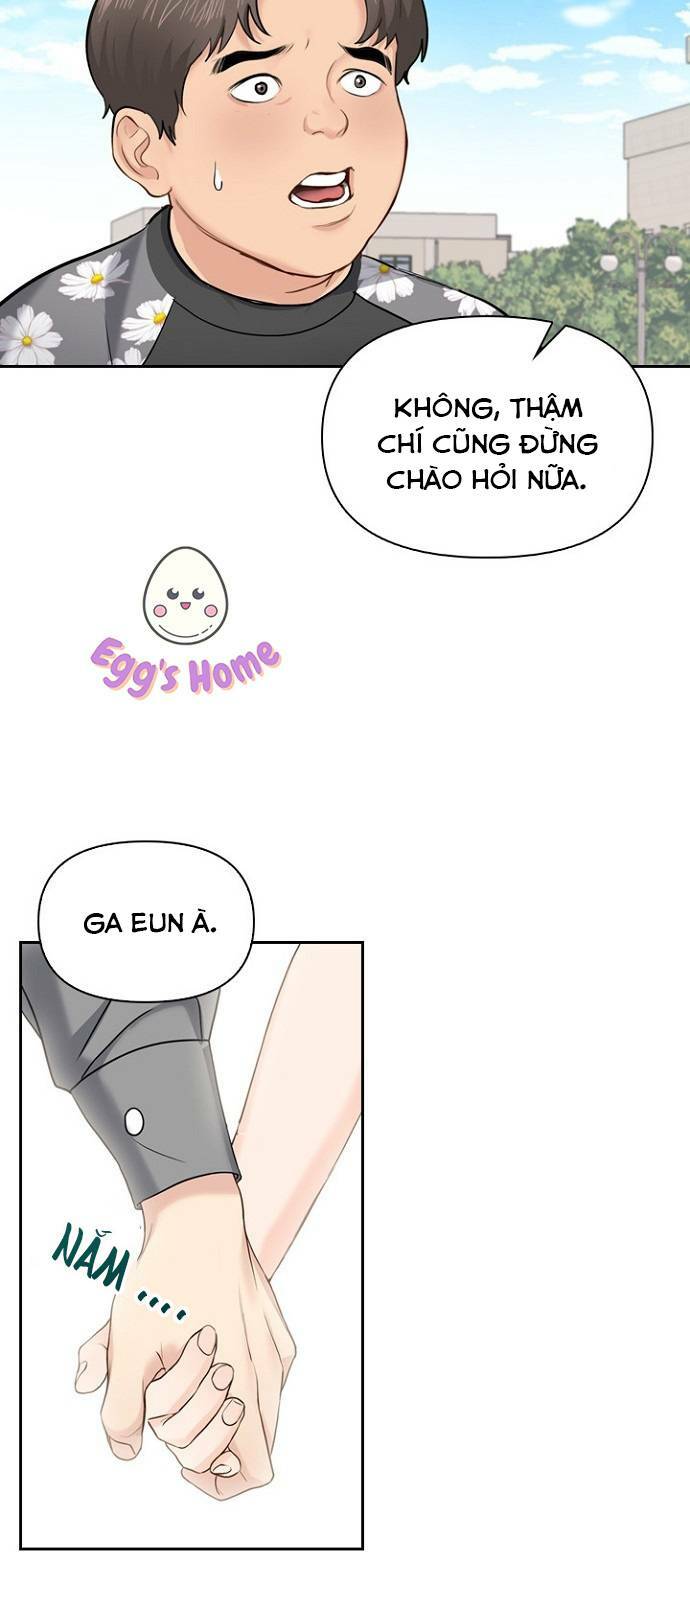 KHÔNG, THẬM
CHÍ CŨNG ĐỪNG
CHÀO HỎI NỮA.
Egg's Home
GA EUN À.
NẮM ....